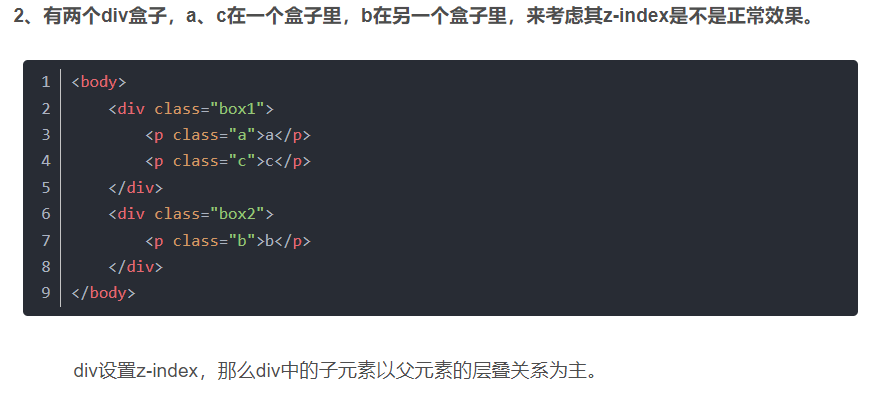 2、有两个div盒子，a、c在一个盒子里，b在另一个盒子里，来考虑其z-index是不是正常效果。
1 <body>
2     <div class="box1">
3         <p class="a">a</p>
4         <p class="c">c</p>
5     </div>
6     <div class="box2">
7         <p class="b">b</p>
8     </div>
9 </body>
div设置z-index，那么div中的子元素以父元素的层叠关系为主。